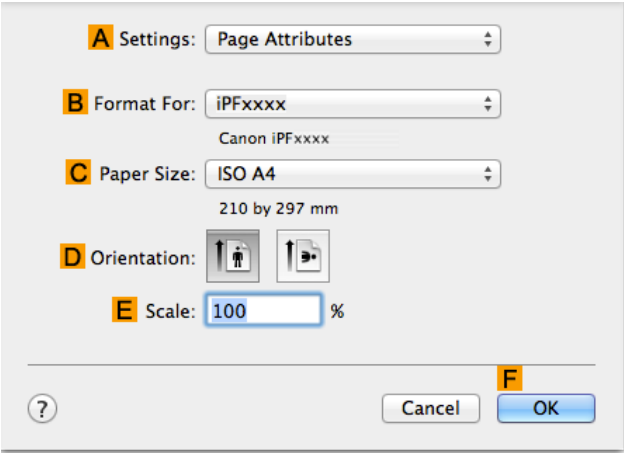 A Settings: Page Attributes
B Format For: iPFxxxx
Canon iPFxxxx
C Paper Size: ISO A4
210 by 297 mm
D Orientation:
E Scale: 100 %
F
? Cancel OK